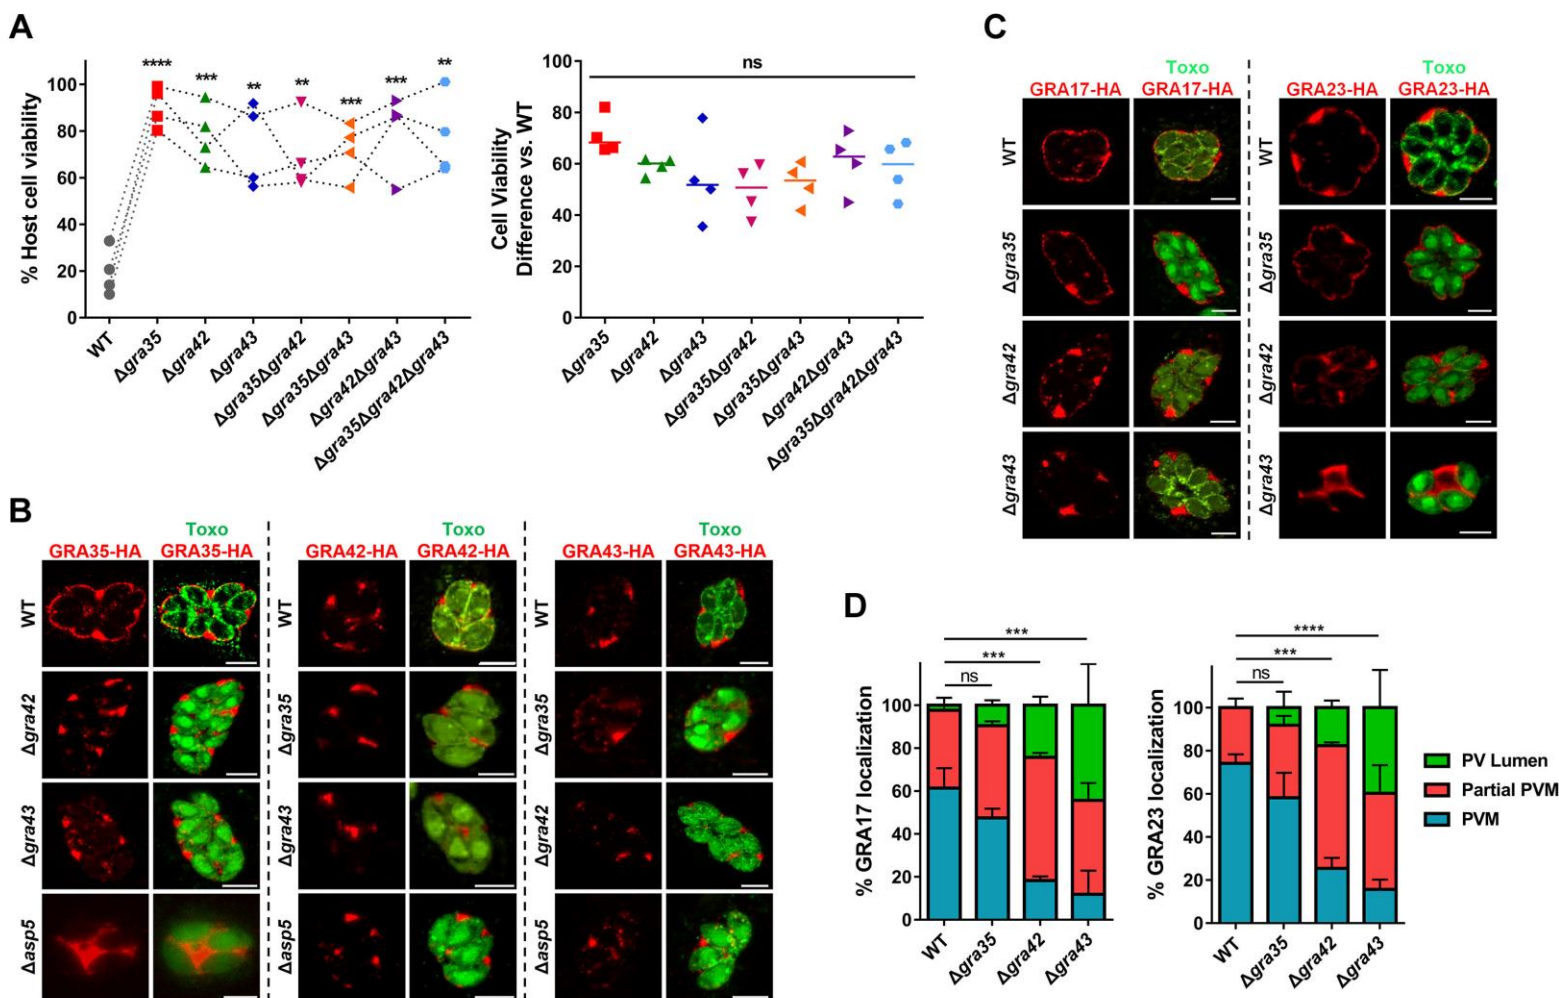 A
% Host cell viability
100
80
60
40
20
0
****
***
**
**
***
***
**
WT
Δgra35
Δgra42
Δgra43
Δgra35Δgra42
Δgra35Δgra43
Δgra42Δgra43
Δgra35Δgra42Δgra43
Cell Viability
Difference vs. WT
100
80
60
40
20
0
ns
Δgra35
Δgra42
Δgra43
Δgra35Δgra42
Δgra35Δgra43
Δgra42Δgra43
Δgra35Δgra42Δgra43
B
Toxo
GRA35-HA GRA35-HA
WT
Δgra42
Δgra43
Δasp5
Toxo
GRA42-HA GRA42-HA
WT
Δgra35
Δgra43
Δasp5
Toxo
GRA43-HA GRA43-HA
WT
Δgra35
Δgra42
Δasp5
C
Toxo
GRA17-HA GRA17-HA
WT
Δgra35
Δgra42
Δgra43
Toxo
GRA23-HA GRA23-HA
WT
Δgra35
Δgra42
Δgra43
D
% GRA17 localization
100
80
60
40
20
0
***
***
ns
WT
Δgra35
Δgra42
Δgra43
% GRA23 localization
100
80
60
40
20
0
****
***
ns
WT
Δgra35
Δgra42
Δgra43
PV Lumen
Partial PVM
PVM